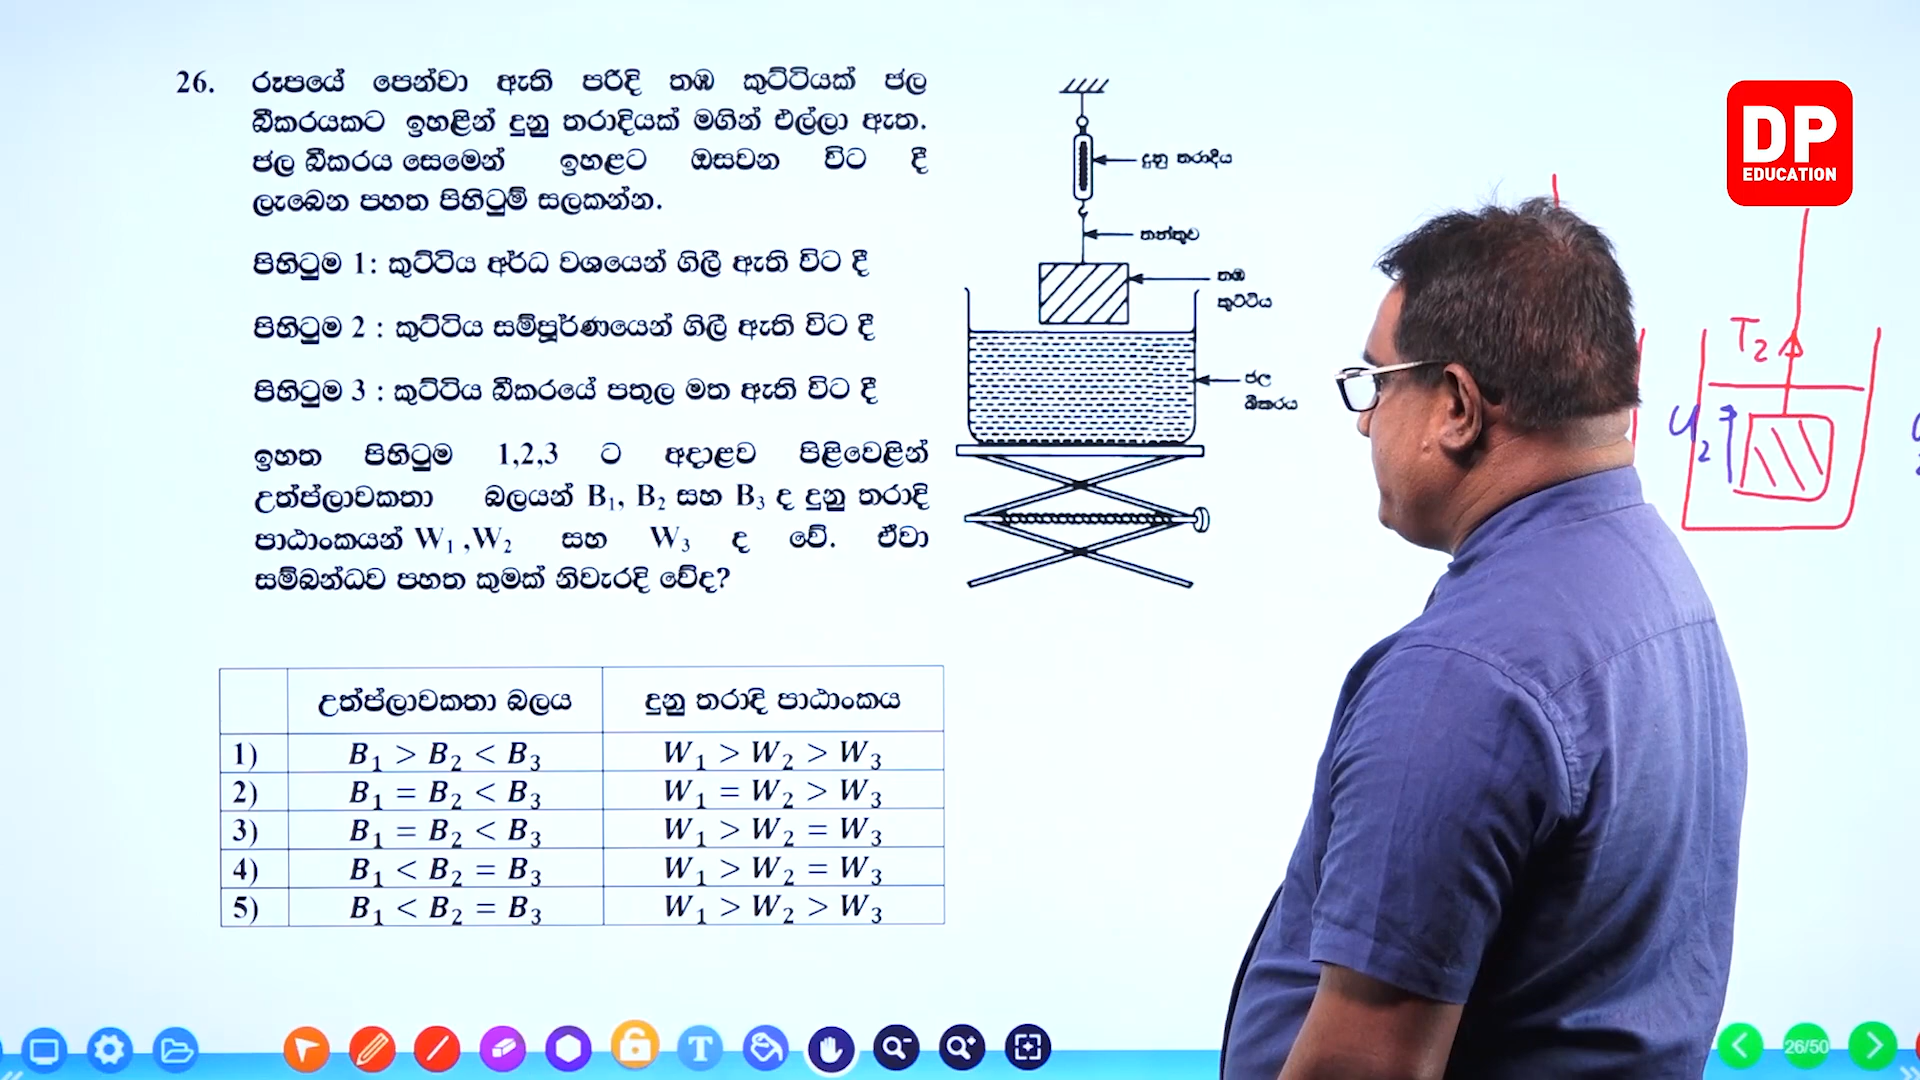 26. රූපයේ පෙන්වා ඇති පරිදි තඹ කුට්ටියක් ජල
බීකරයකට ඉහළින් දුනු තරාදියක් මගින් එල්ලා ඇත.
ජල බීකරය සෙමෙන් ඉහළට ඔසවන විට දී
ලැබෙන පහත පිහිටුම් සලකන්න.
පිහිටුම 1: කුට්ටිය අර්ධ වශයෙන් ගිලී ඇති විට දී
පිහිටුම 2 : කුට්ටිය සම්පූර්ණයෙන් ගිලී ඇති විට දී
පිහිටුම 3 : කුට්ටිය බීකරයේ පතුල මත ඇති විට දී
ඉහත පිහිටුම 1,2,3 ට අදාළව පිළිවෙළින්
උත්ප්ලාවකතා බලයන් B₁, B₂ සහ B₃ ද දුනු තරාදි
පාඨාංකයන් W₁ ,W₂ සහ W₃ ද වේ. ඒවා
සම්බන්ධව පහත කුමක් නිවැරදි වේද?
උත්ප්ලාවකතා බලය දුනු තරාදි පාඨාංකය
1) B₁ > B₂ < B₃ W₁ > W₂ > W₃
2) B₁ = B₂ < B₃ W₁ = W₂ > W₃
3) B₁ = B₂ < B₃ W₁ > W₂ = W₃
4) B₁ < B₂ = B₃ W₁ > W₂ = W₃
5) B₁ < B₂ = B₃ W₁ > W₂ > W₃
දුනු තරාදිය
තන්තුව
තඹ
කුට්ටිය
ජල
බීකරය
DP
EDUCATION
T₂
U₂
T
26/50